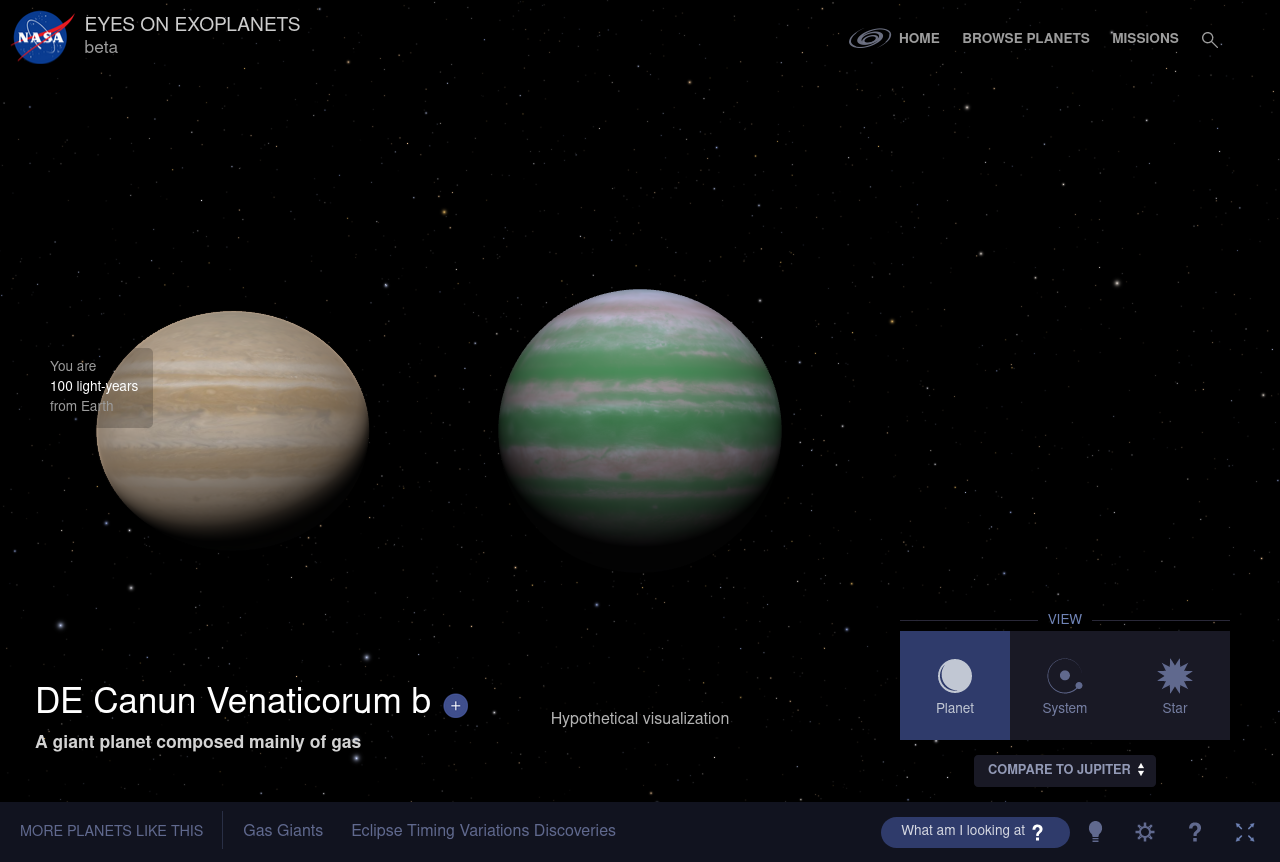 NASA
EYES ON EXOPLANETS
beta
HOME
BROWSE PLANETS
MISSIONS
You are
100 light-years
from Earth
VIEW
Planet
System
Star
DE Canun Venaticorum b +
A giant planet composed mainly of gas
Hypothetical visualization
COMPARE TO JUPITER
MORE PLANETS LIKE THIS
Gas Giants
Eclipse Timing Variations Discoveries
What am I looking at ?
?